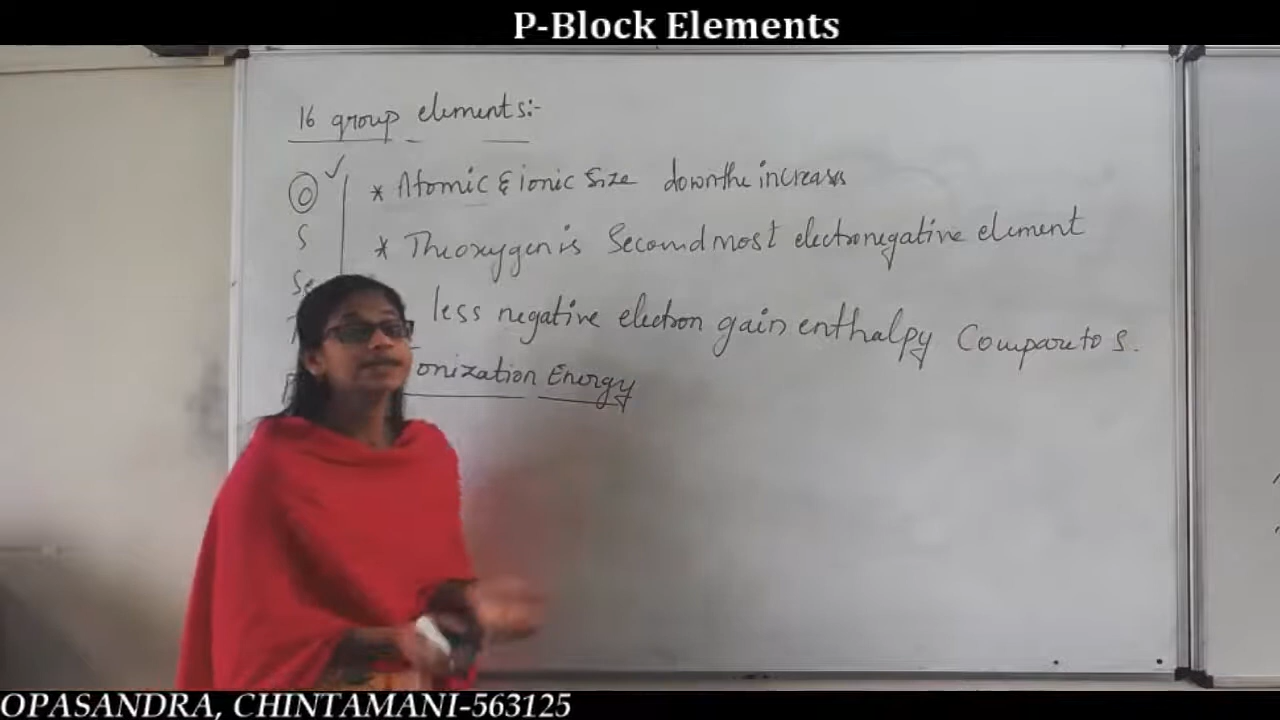 P-Block Elements
16 group elements:-
O ✓ * Atomic & ionic Size down the increases
S * The oxygen is Second most electronegative element
Se less negative electron gain enthalpy Compare to S.
onization Energy
OPASANDRA, CHINTAMANI-563125